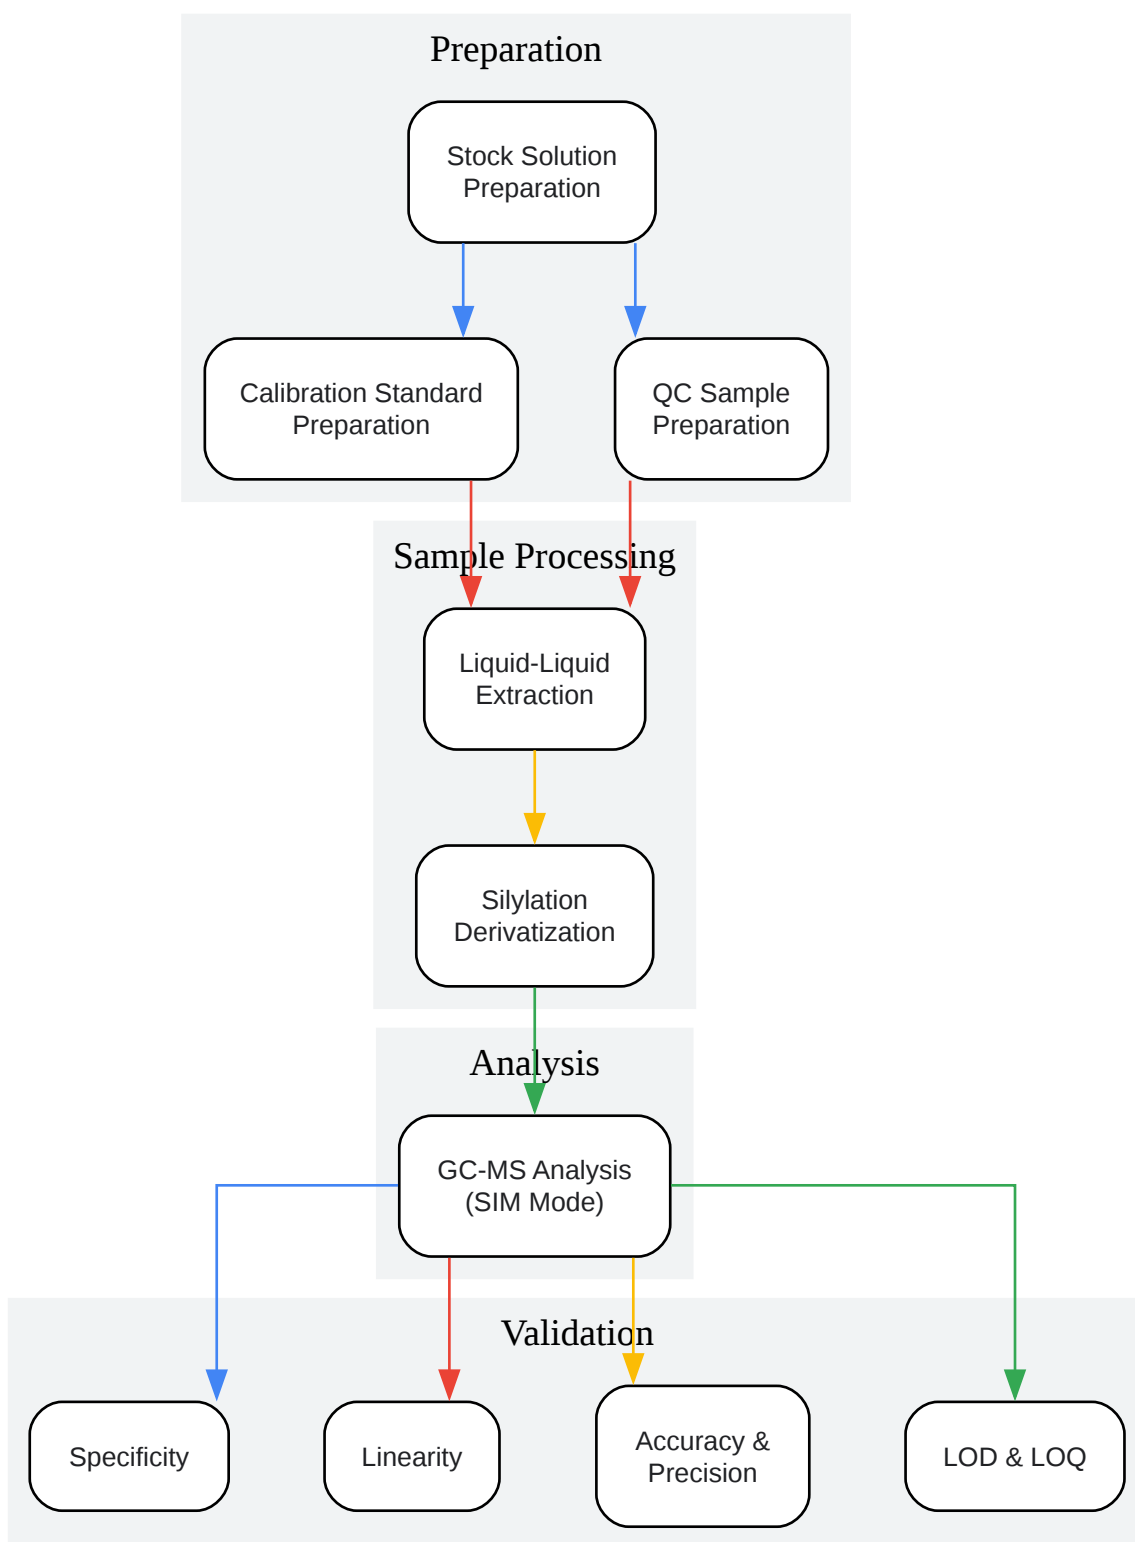 Preparation
Stock Solution
Preparation
Calibration Standard
Preparation
QC Sample
Preparation
Sample Processing
Liquid-Liquid
Extraction
Silylation
Derivatization
Analysis
GC-MS Analysis
(SIM Mode)
Validation
Specificity
Linearity
Accuracy &
Precision
LOD & LOQ